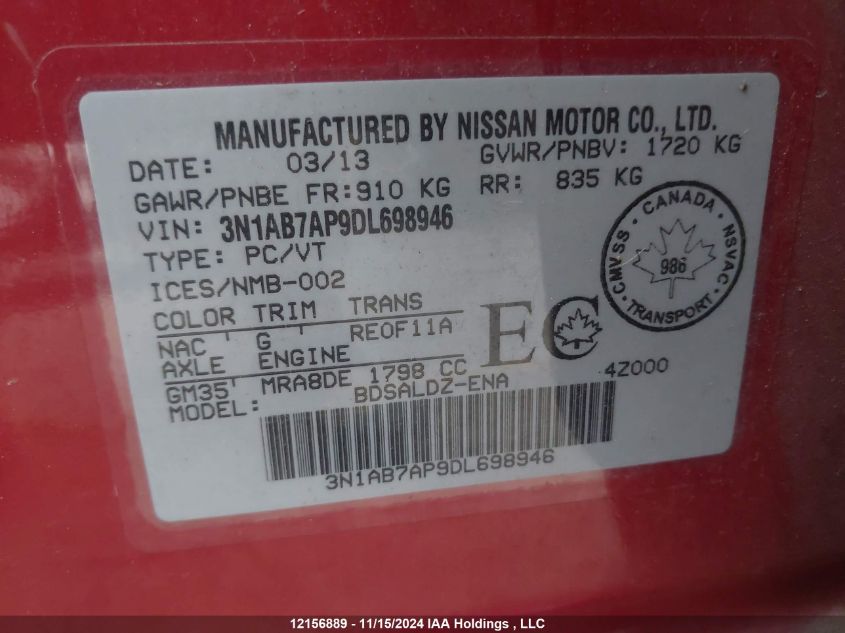 MANUFACTURED BY NISSAN MOTOR CO., LTD.
DATE: 03/13 GVWR/PNBV: 1720 KG
GAWR/PNBE FR: 910 KG RR: 835 KG
VIN: 3N1AB7AP9DL698946
TYPE: PC/VT
ICES/NMB-002
CANADA
CMVSS NSVAC
986
TRANSPORT
COLOR TRIM TRANS
NAC G RE0F11A
AXLE ENGINE
GM35 MRA8DE 1798 CC
EC
4Z000
MODEL: BDSALDZ-ENA
3N1AB7AP9DL698946
12156889 - 11/15/2024 IAA Holdings , LLC